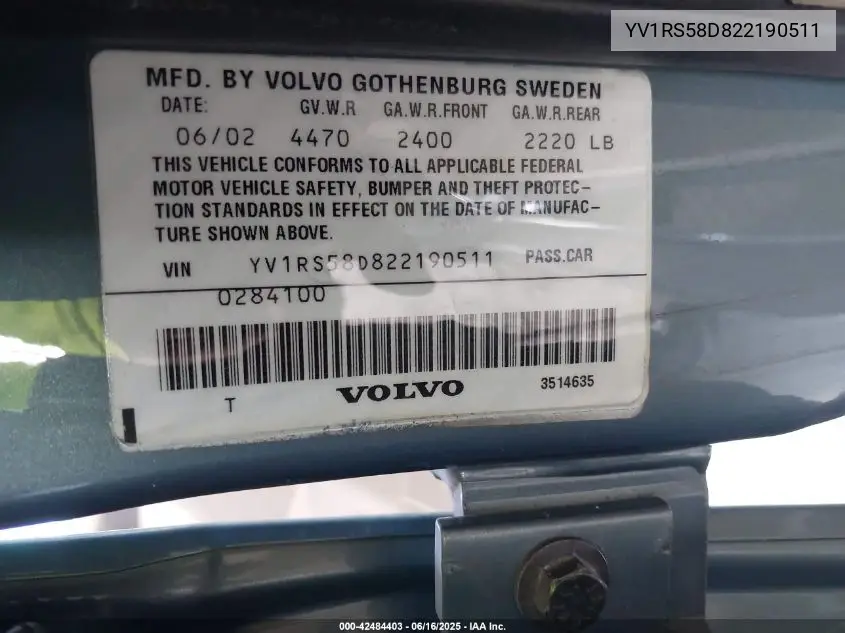 YV1RS58D822190511
MFD. BY VOLVO GOTHENBURG SWEDEN
DATE: GV.W.R GA.W.R.FRONT GA.W.R.REAR
06/02 4470 2400 2220 LB
THIS VEHICLE CONFORMS TO ALL APPLICABLE FEDERAL
MOTOR VEHICLE SAFETY, BUMPER AND THEFT PROTEC-
TION STANDARDS IN EFFECT ON THE DATE OF MANUFAC-
TURE SHOWN ABOVE.
VIN YV1RS58D822190511 PASS.CAR
0284100
T VOLVO 3514635
000-42484403 - 06/16/2025 - IAA Inc.